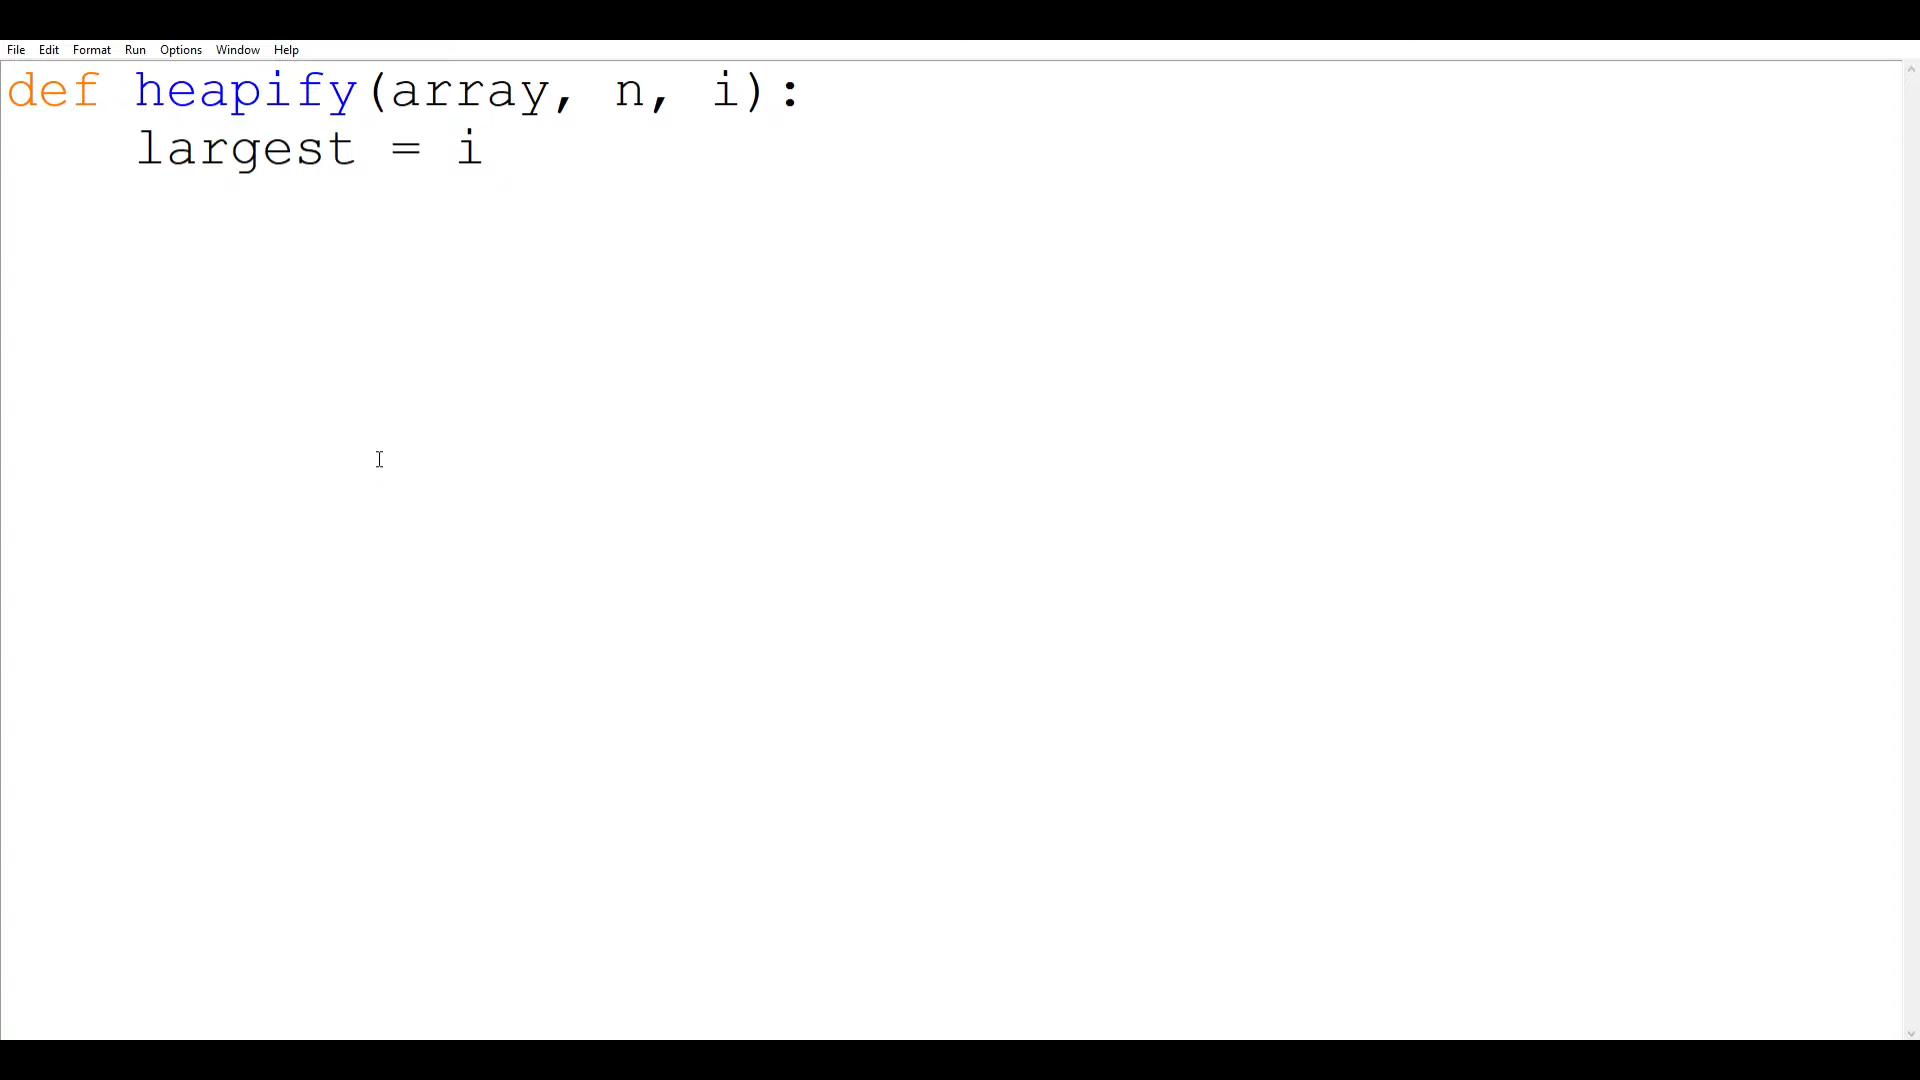 File Edit Format Run Options Window Help
def heapify(array, n, i):
    largest = i